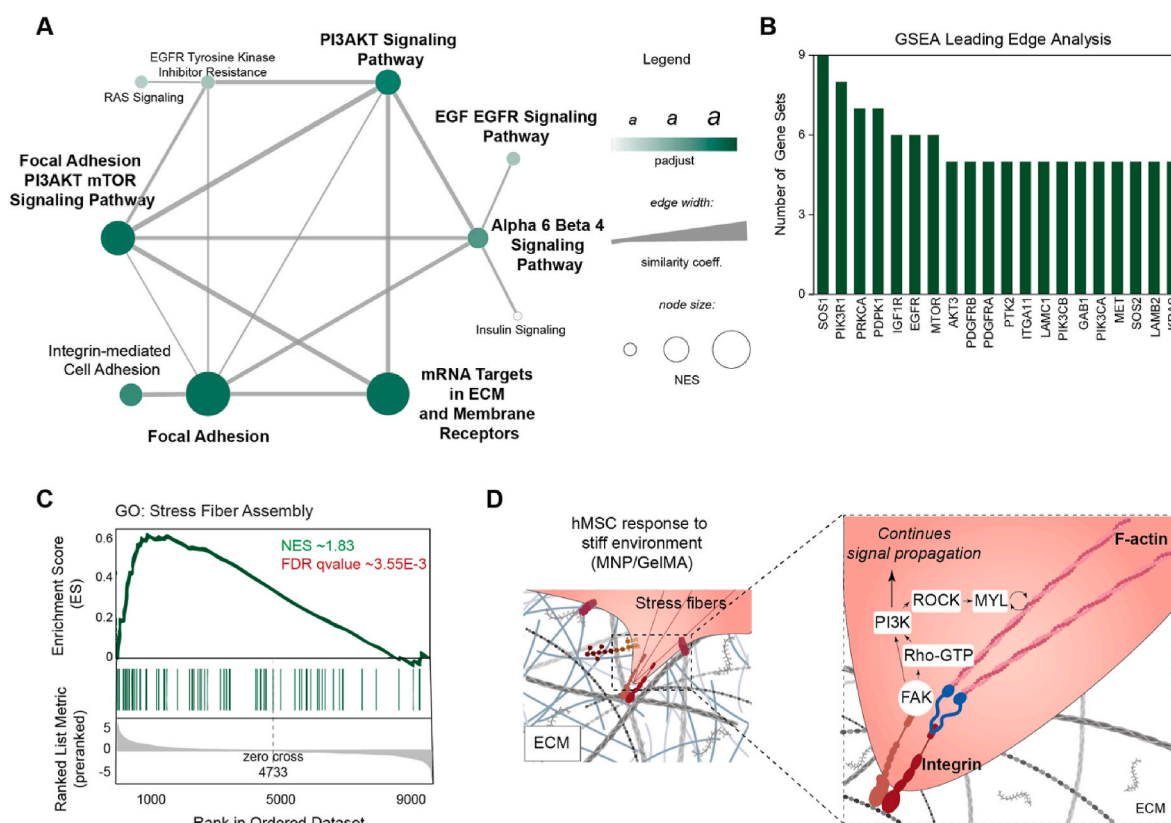 A
PI3AKT Signaling
Pathway
EGFR Tyrosine Kinase
Inhibitor Resistance
RAS Signaling
EGF EGFR Signaling
Pathway
Focal Adhesion
PI3AKT mTOR
Signaling Pathway
Alpha 6 Beta 4
Signaling
Pathway
Insulin Signaling
Integrin-mediated
Cell Adhesion
mRNA Targets
in ECM
and Membrane
Receptors
Focal Adhesion
Legend
a a a
padjust
edge width:
similarity coeff.
node size:
NES
B
GSEA Leading Edge Analysis
Number of Gene Sets
9
6
3
0
SOS1
PIK3R1
PRKCA
PDPK1
IGF1R
EGFR
MTOR
AKT3
PDGFRB
PDGFRA
PTK2
ITGA11
LAMC1
PIK3CB
GAB1
PIK3CA
MET
SOS2
LAMB2
C
GO: Stress Fiber Assembly
NES ~1.83
FDR qvalue ~3.55E-3
Enrichment Score
(ES)
0.6
0.4
0.2
0
Ranked List Metric
(preranked)
5
0
-5
zero cross
4733
1000 5000 9000
Rank in Ordered Dataset
D
hMSC response to
stiff environment
(MNP/GelMA)
Stress fibers
ECM
Continues
signal propagation
F-actin
ROCK
MYL
PI3K
Rho-GTP
FAK
Integrin
ECM